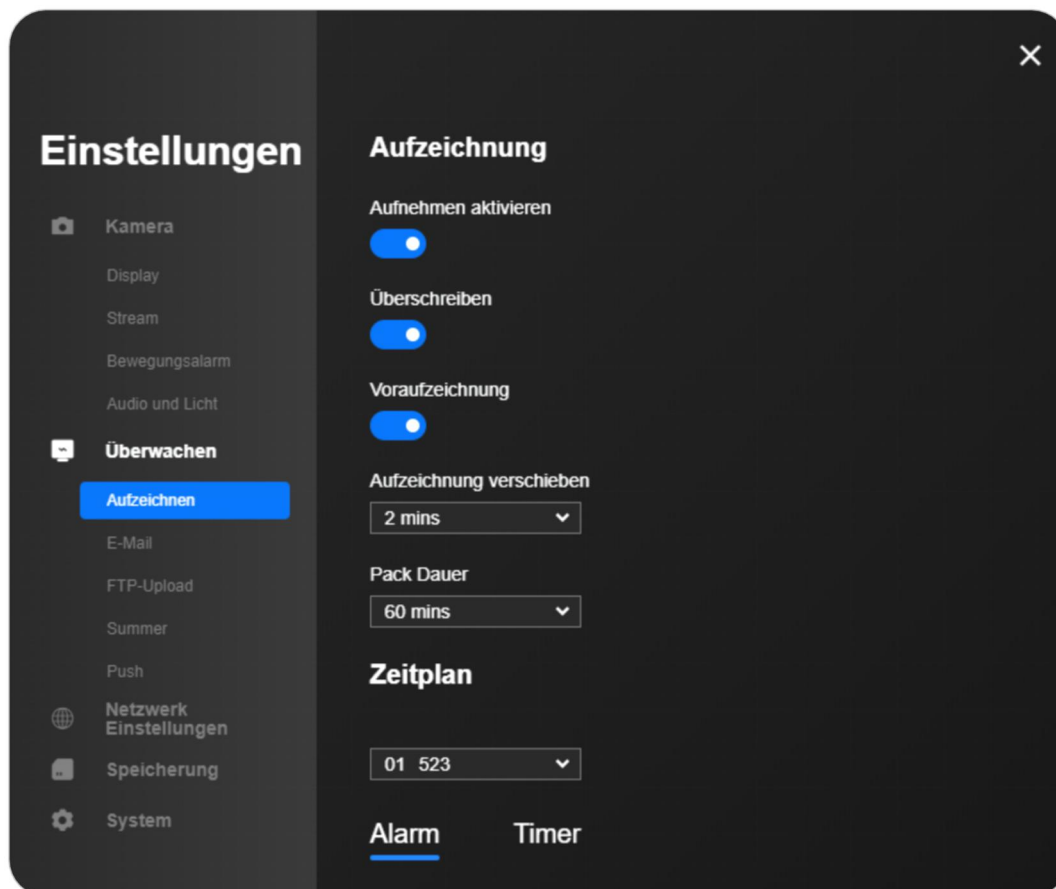 Einstellungen
Kamera
Display
Stream
Bewegungsalarm
Audio und Licht
Überwachen
Aufzeichnen
E-Mail
FTP-Upload
Summer
Push
Netzwerk
Einstellungen
Speicherung
System
Aufzeichnung
Aufnehmen aktivieren
Überschreiben
Voraufzeichnung
Aufzeichnung verschieben
2 mins
Pack Dauer
60 mins
Zeitplan
01 523
Alarm Timer